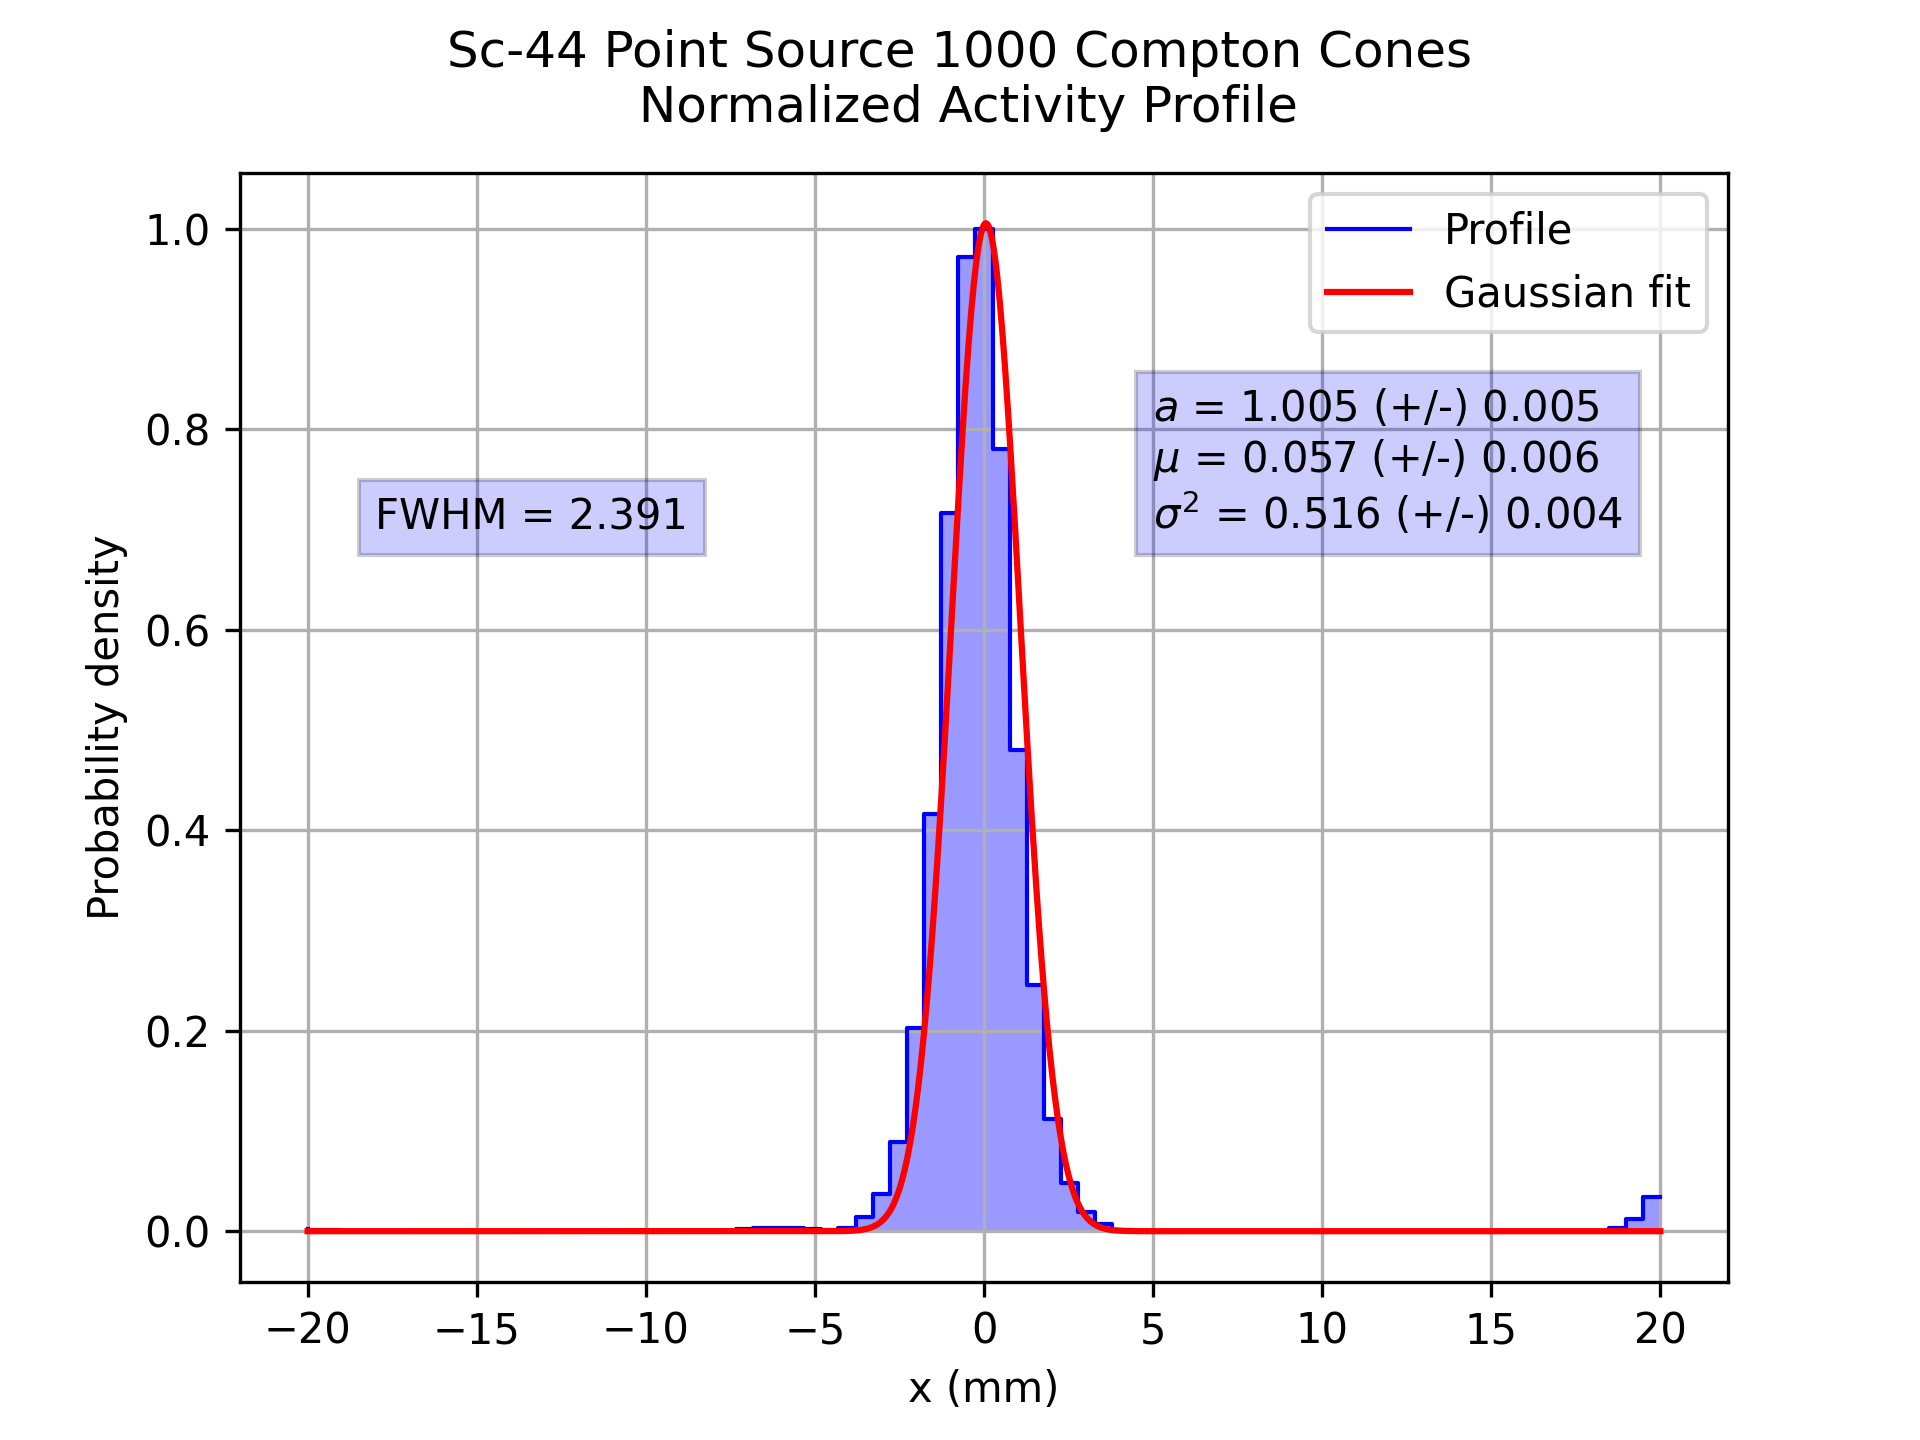 Sc-44 Point Source 1000 Compton Cones
Normalized Activity Profile
Profile
Gaussian fit
a = 1.005 (+/-) 0.005
μ = 0.057 (+/-) 0.006
σ² = 0.516 (+/-) 0.004
FWHM = 2.391
Probability density
1.0
0.8
0.6
0.4
0.2
0.0
−20 −15 −10 −5 0 5 10 15 20
x (mm)